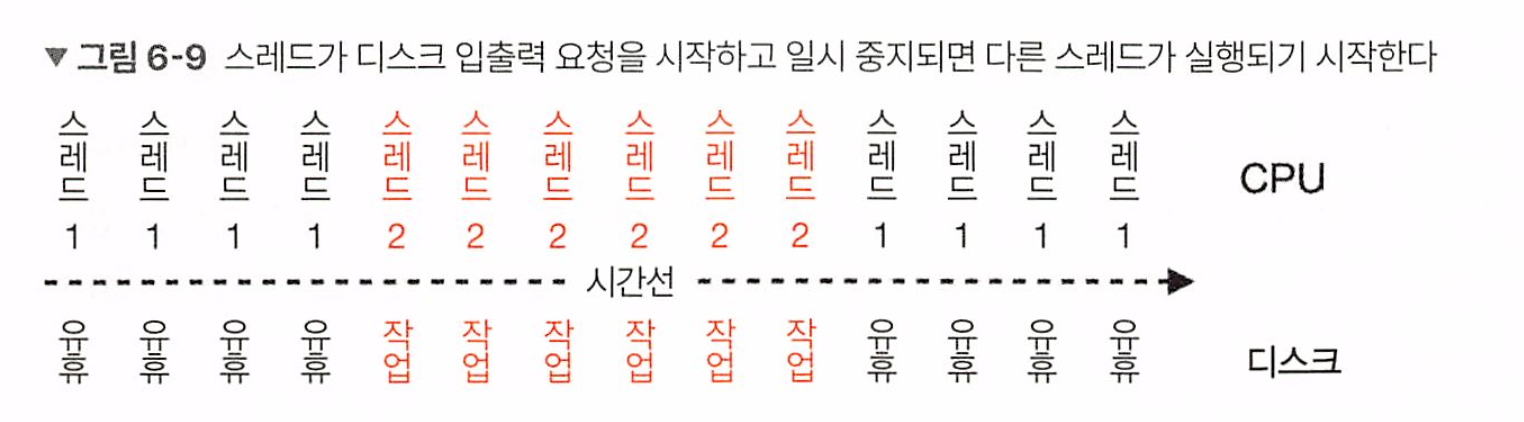 ▼ 그림 6-9 스레드가 디스크 입출력 요청을 시작하고 일시 중지되면 다른 스레드가 실행되기 시작한다
스레드 1 스레드 1 스레드 1 스레드 1 스레드 2 스레드 2 스레드 2 스레드 2 스레드 2 스레드 2 스레드 1 스레드 1 스레드 1 스레드 1 CPU
시간선
유휴 유휴 유휴 유휴 작업 작업 작업 작업 작업 작업 유휴 유휴 유휴 유휴 디스크